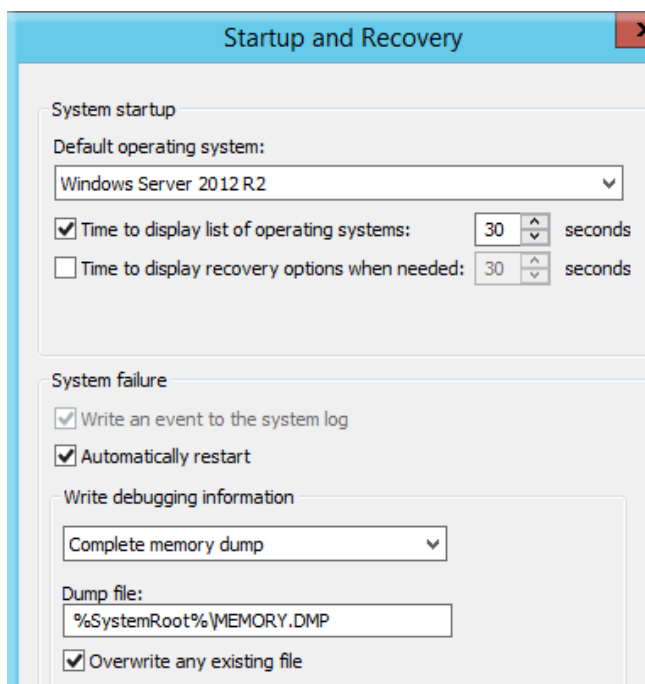 Startup and Recovery
System startup
Default operating system:
Windows Server 2012 R2
Time to display list of operating systems: 30 seconds
Time to display recovery options when needed: 30 seconds
System failure
Write an event to the system log
Automatically restart
Write debugging information
Complete memory dump
Dump file:
%SystemRoot%\MEMORY.DMP
Overwrite any existing file